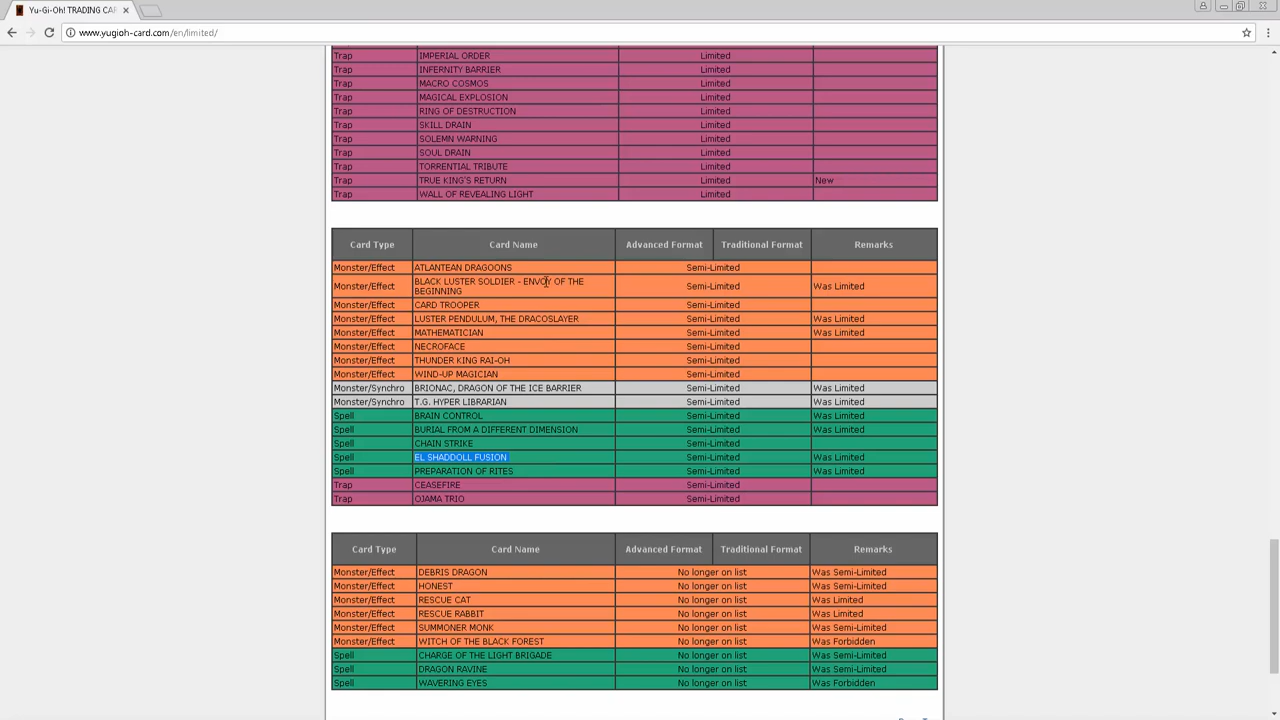 Yu-Gi-Oh! TRADING CAR
www.yugioh-card.com/en/limited/
Trap IMPERIAL ORDER Limited
Trap INFERNITY BARRIER Limited
Trap MACRO COSMOS Limited
Trap MAGICAL EXPLOSION Limited
Trap RING OF DESTRUCTION Limited
Trap SKILL DRAIN Limited
Trap SOLEMN WARNING Limited
Trap SOUL DRAIN Limited
Trap TORRENTIAL TRIBUTE Limited
Trap TRUE KING'S RETURN Limited New
Trap WALL OF REVEALING LIGHT Limited
Card Type Card Name Advanced Format Traditional Format Remarks
Monster/Effect ATLANTEAN DRAGOONS Semi-Limited
Monster/Effect BLACK LUSTER SOLDIER - ENVOY OF THE
BEGINNING Semi-Limited Was Limited
Monster/Effect CARD TROOPER Semi-Limited
Monster/Effect LUSTER PENDULUM, THE DRACOSLAYER Semi-Limited Was Limited
Monster/Effect MATHEMATICIAN Semi-Limited Was Limited
Monster/Effect NECROFACE Semi-Limited
Monster/Effect THUNDER KING RAI-OH Semi-Limited
Monster/Effect WIND-UP MAGICIAN Semi-Limited
Monster/Synchro BRIONAC, DRAGON OF THE ICE BARRIER Semi-Limited Was Limited
Monster/Synchro T.G. HYPER LIBRARIAN Semi-Limited Was Limited
Spell BRAIN CONTROL Semi-Limited Was Limited
Spell BURIAL FROM A DIFFERENT DIMENSION Semi-Limited Was Limited
Spell CHAIN STRIKE Semi-Limited
Spell EL SHADDOLL FUSION Semi-Limited Was Limited
Spell PREPARATION OF RITES Semi-Limited Was Limited
Trap CEASEFIRE Semi-Limited
Trap OJAMA TRIO Semi-Limited
Card Type Card Name Advanced Format Traditional Format Remarks
Monster/Effect DEBRIS DRAGON No longer on list Was Semi-Limited
Monster/Effect HONEST No longer on list Was Semi-Limited
Monster/Effect RESCUE CAT No longer on list Was Limited
Monster/Effect RESCUE RABBIT No longer on list Was Limited
Monster/Effect SUMMONER MONK No longer on list Was Semi-Limited
Monster/Effect WITCH OF THE BLACK FOREST No longer on list Was Forbidden
Spell CHARGE OF THE LIGHT BRIGADE No longer on list Was Semi-Limited
Spell DRAGON RAVINE No longer on list Was Semi-Limited
Spell WAVERING EYES No longer on list Was Forbidden